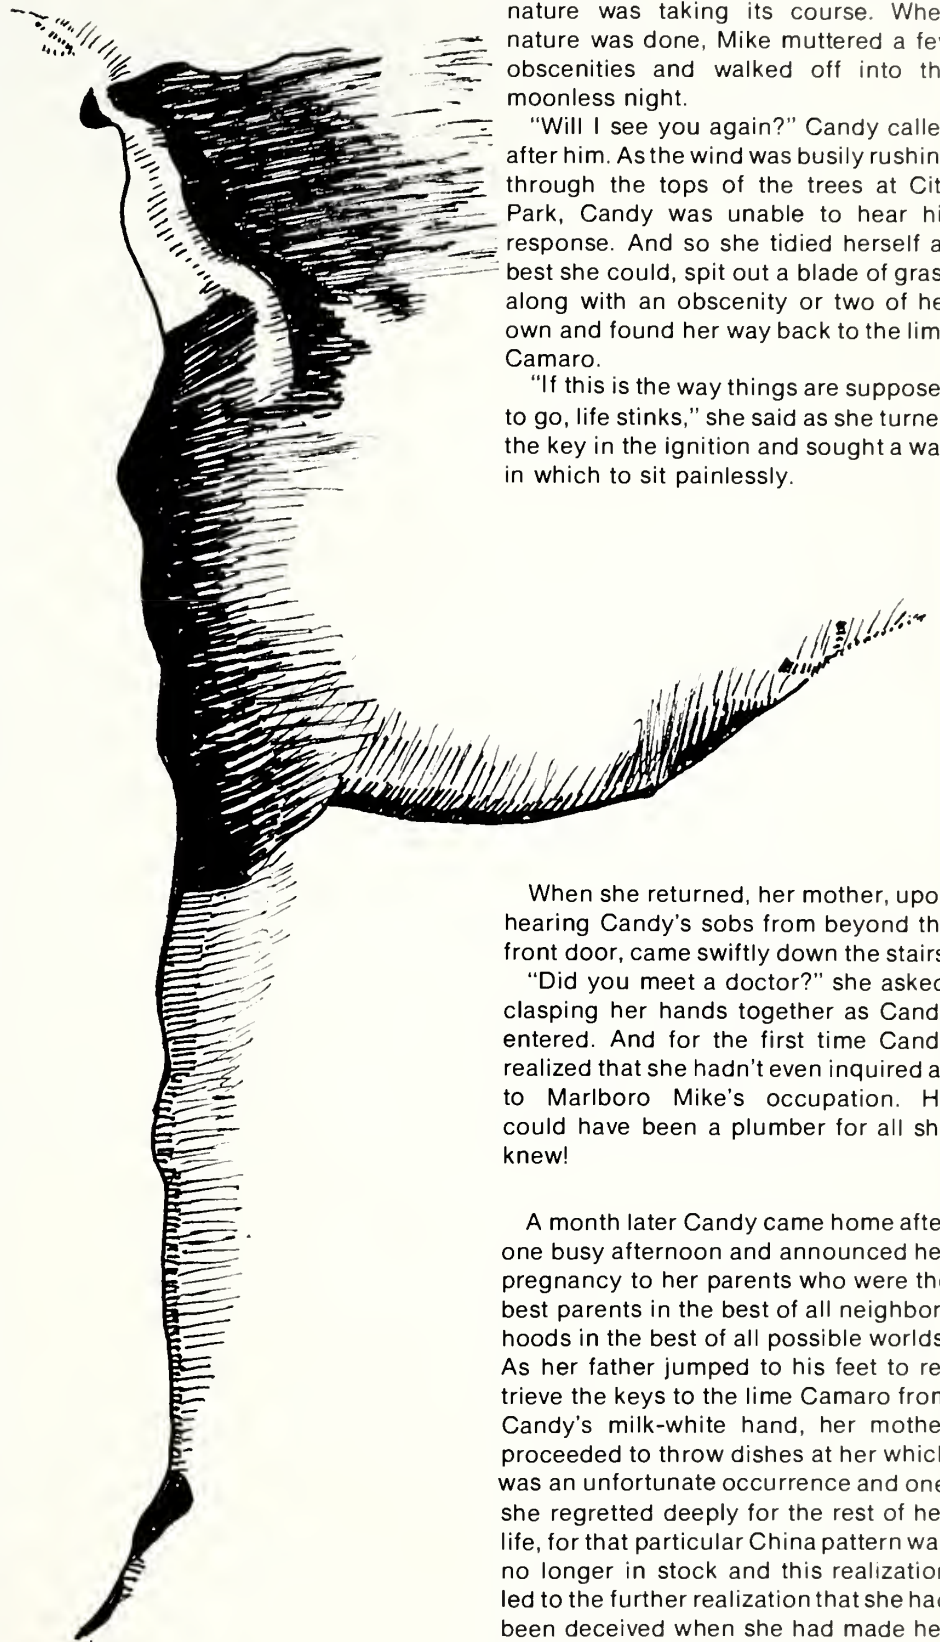 nature was taking its course. Whe
nature was done, Mike muttered a fe
obscenities and walked off into th
moonless night.
"Will I see you again?" Candy calle
after him. As the wind was busily rushin
through the tops of the trees at Cit
Park, Candy was unable to hear hi
response. And so she tidied herself a
best she could, spit out a blade of gras
along with an obscenity or two of he
own and found her way back to the lim
Camaro.
"If this is the way things are suppose
to go, life stinks," she said as she turne
the key in the ignition and sought a wa
in which to sit painlessly.
When she returned, her mother, upo
hearing Candy's sobs from beyond th
front door, came swiftly down the stairs
"Did you meet a doctor?" she asked
clasping her hands together as Cand
entered. And for the first time Cand
realized that she hadn't even inquired a
to Marlboro Mike's occupation. H
could have been a plumber for all sh
knew!
A month later Candy came home afte
one busy afternoon and announced he
pregnancy to her parents who were the
best parents in the best of all neighbor
hoods in the best of all possible worlds
As her father jumped to his feet to re
trieve the keys to the lime Camaro from
Candy's milk-white hand, her mothe
proceeded to throw dishes at her which
was an unfortunate occurrence and one
she regretted deeply for the rest of he
life, for that particular China pattern wa
no longer in stock and this realization
led to the further realization that she had
been deceived when she had made he